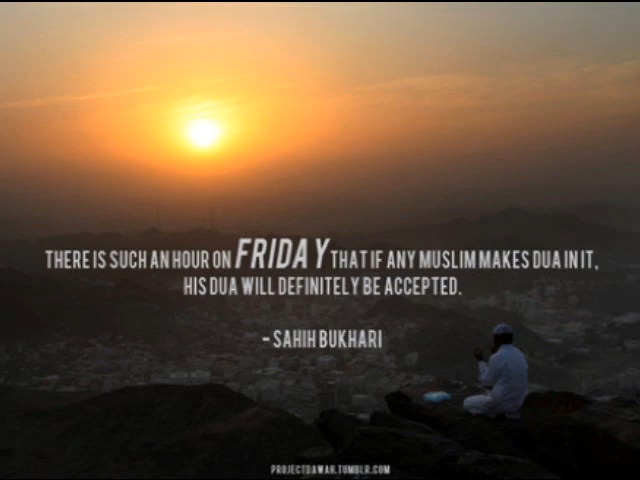 THERE IS SUCH AN HOUR ON FRIDAY THAT IF ANY MUSLIM MAKES DUA IN IT,
HIS DUA WILL DEFINITELY BE ACCEPTED.
- SAHIH BUKHARI
PROJECTDAWAH.TUMBLR.COM